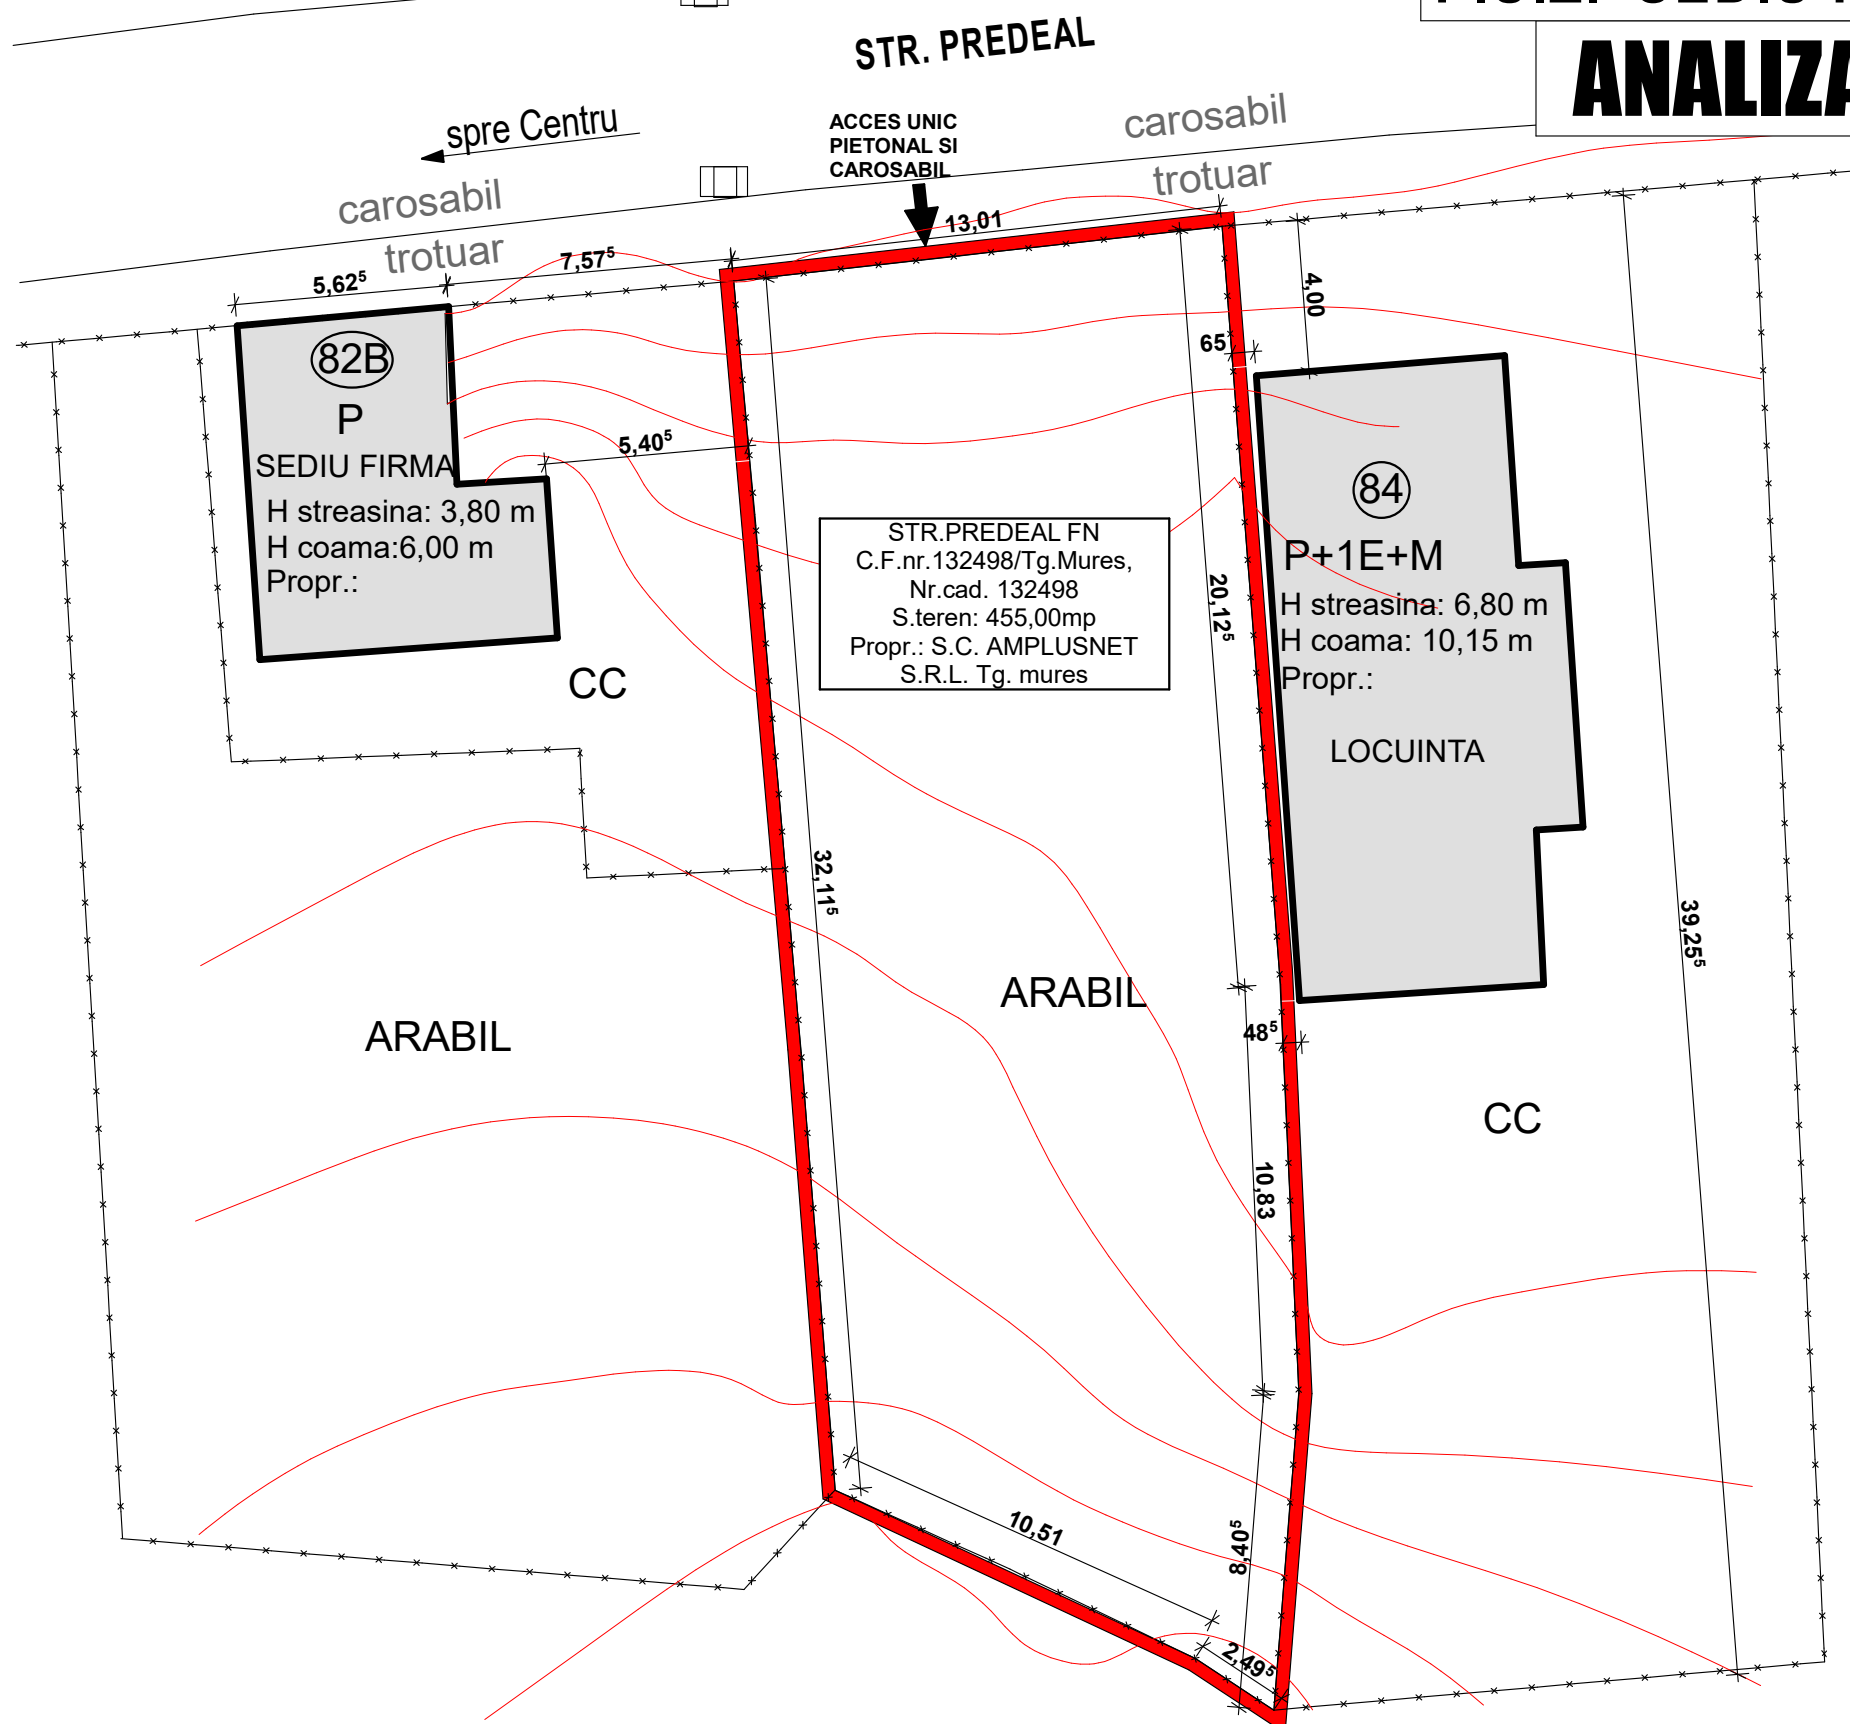 ANALIZA
STR. PREDEAL
spre Centru
ACCES UNIC
PIETONAL SI
CAROSABIL
carosabil
trotuar
carosabil
trotuar
13,01
7,57⁵
5,62⁵
4,00
65
82B
P
SEDIU FIRMA
H streasina: 3,80 m
H coama:6,00 m
Propr.:
5,40⁵
84
P+1E+M
H streasina: 6,80 m
H coama: 10,15 m
Propr.:
LOCUINTA
STR.PREDEAL FN
C.F.nr.132498/Tg.Mures,
Nr.cad. 132498
S.teren: 455,00mp
Propr.: S.C. AMPLUSNET
S.R.L. Tg. mures
20,12⁵
CC
32,11⁵
39,25⁵
ARABIL
ARABIL
48⁵
CC
10,83
10,51
8,40⁵
2,49⁵